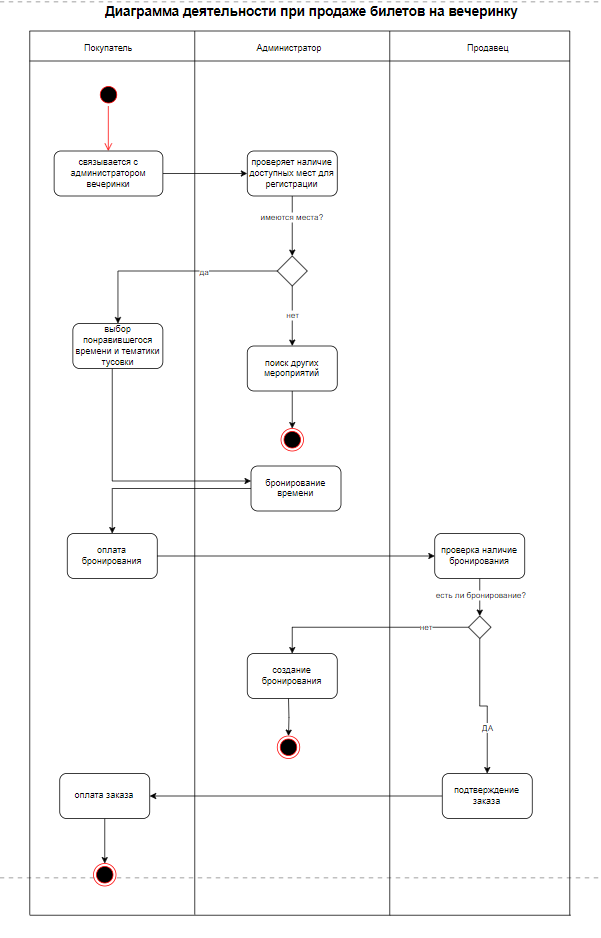 Диаграмма деятельности при продаже билетов на вечеринку
Покупатель
Администратор
Продавец
связывается с
администратором
вечеринки
проверяет наличие
доступных мест для
регистрации
имеются места?
да
нет
выбор
понравившегося
времени и тематики
тусовки
поиск других
мероприятий
бронирование
времени
оплата
бронирования
проверка наличие
бронирования
есть ли бронирование?
нет
создание
бронирования
ДА
оплата заказа
подтверждение
заказа